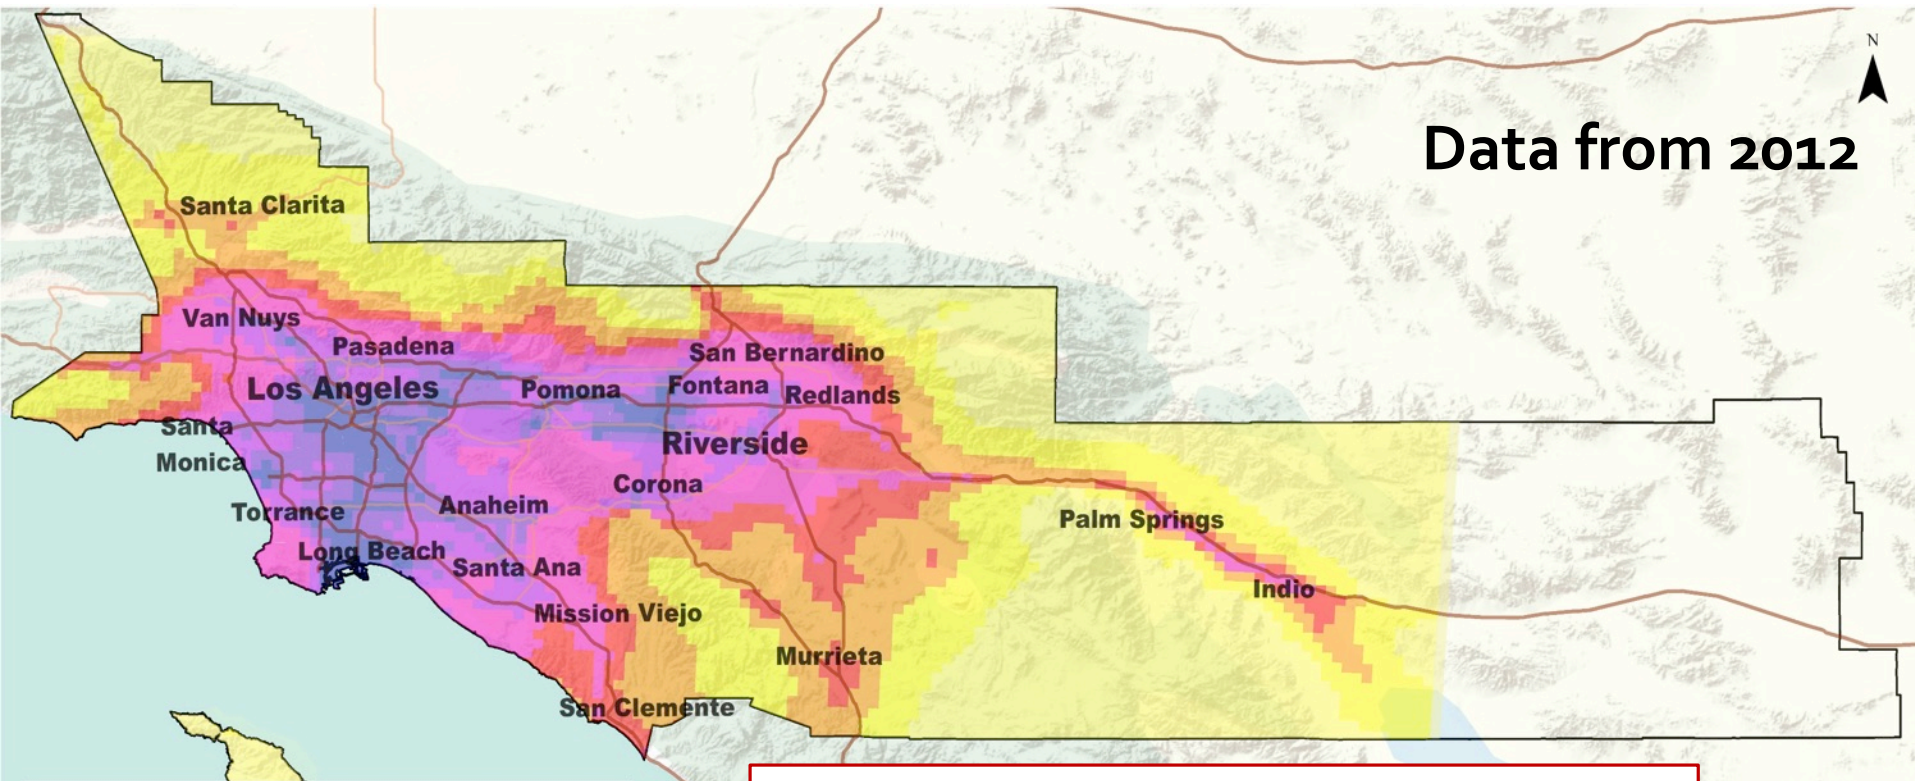 N
Data from 2012
Santa Clarita
Van Nuys
Pasadena
San Bernardino
Los Angeles
Pomona
Fontana
Redlands
Santa
Monica
Riverside
Corona
Torrance
Anaheim
Palm Springs
Long Beach
Santa Ana
Indio
Mission Viejo
Murrieta
San Clemente